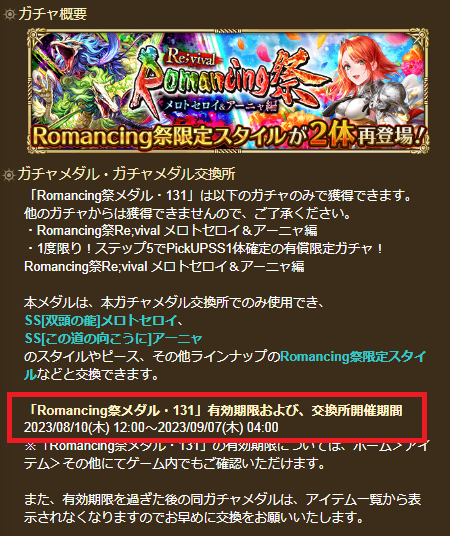 ガチャ概要
Re;vival
Romancing祭
メロトセロイ&アーニャ編
Romancing祭限定スタイルが2体再登場!
ガチャメダル・ガチャメダル交換所
「Romancing祭メダル・131」は以下のガチャのみで獲得できます。
他のガチャからは獲得できませんので、ご了承ください。
・Romancing祭Re;vival メロトセロイ&アーニャ編
・1度限り!ステップ5でPickUPSS1体確定の有償限定ガチャ!
Romancing祭Re;vival メロトセロイ&アーニャ編
本メダルは、本ガチャメダル交換所でのみ使用でき、
SS[双頭の龍]メロトセロイ、
SS[この道の向こうに]アーニャ
のスタイルやピース、その他ラインナップのRomancing祭限定スタイ
ルなどと交換できます。
「Romancing祭メダル・131」有効期限および、交換所開催期間
2023/08/10(木) 12:00～2023/09/07(木) 04:00
※「Romancing祭メダル・131」の有効期限については、ホーム>アイ
テム>その他にてゲーム内でもご確認いただけます。
また、有効期限を過ぎた後の同ガチャメダルは、アイテム一覧から表
示されなくなりますのでお早めに交換をお願いいたします。